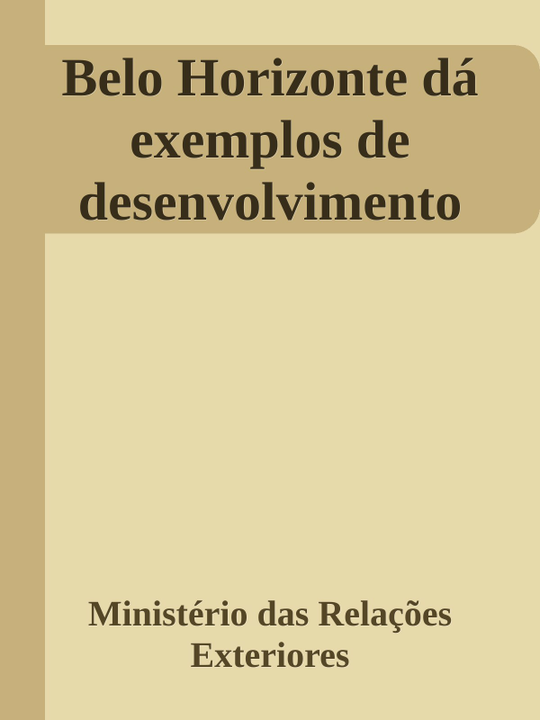 Belo Horizonte dá
exemplos de
desenvolvimento
Ministério das Relações
Exteriores